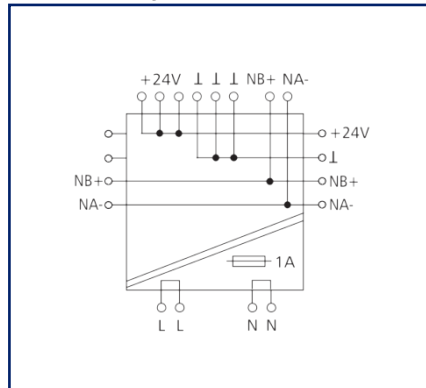 +24V ⊥ ⊥ ⊥ NB+ NA-
+24V
⊥
NB+ NB+
NA- NA-
1A
L L N N